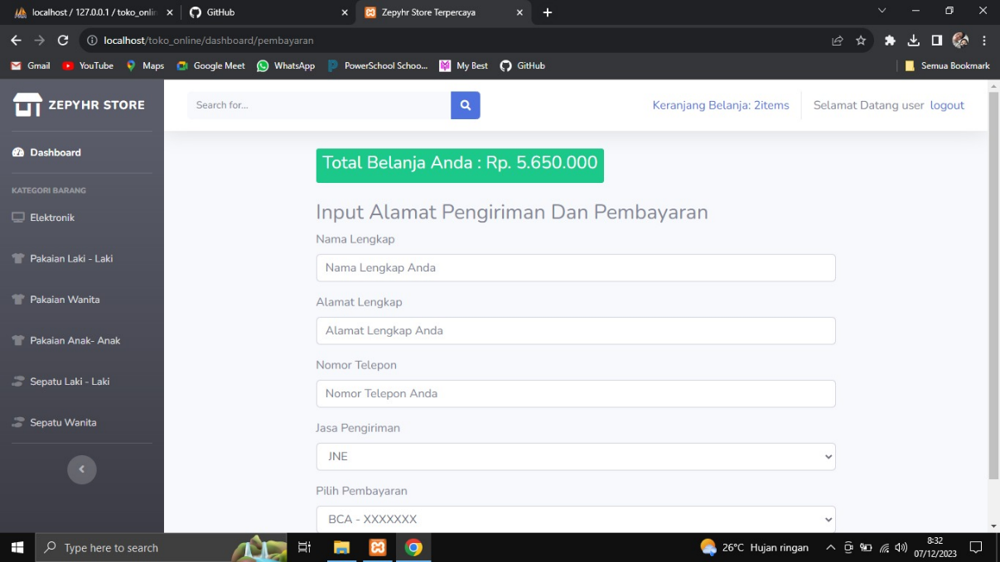 localhost / 127.0.0.1 / toko_onlin
GitHub
Zepyhr Store Terpercaya
localhost/toko_online/dashboard/pembayaran
Gmail
YouTube
Maps
Google Meet
WhatsApp
PowerSchool Schoo...
My Best
GitHub
Semua Bookmark
ZEPYHR STORE
Search for...
Keranjang Belanja: 2items
Selamat Datang user logout
Dashboard
KATEGORI BARANG
Elektronik
Pakaian Laki - Laki
Pakaian Wanita
Pakaian Anak- Anak
Sepatu Laki - Laki
Sepatu Wanita
Total Belanja Anda : Rp. 5.650.000
Input Alamat Pengiriman Dan Pembayaran
Nama Lengkap
Nama Lengkap Anda
Alamat Lengkap
Alamat Lengkap Anda
Nomor Telepon
Nomor Telepon Anda
Jasa Pengiriman
JNE
Pilih Pembayaran
BCA - XXXXXXX
Type here to search
26°C Hujan ringan
8:32
07/12/2023